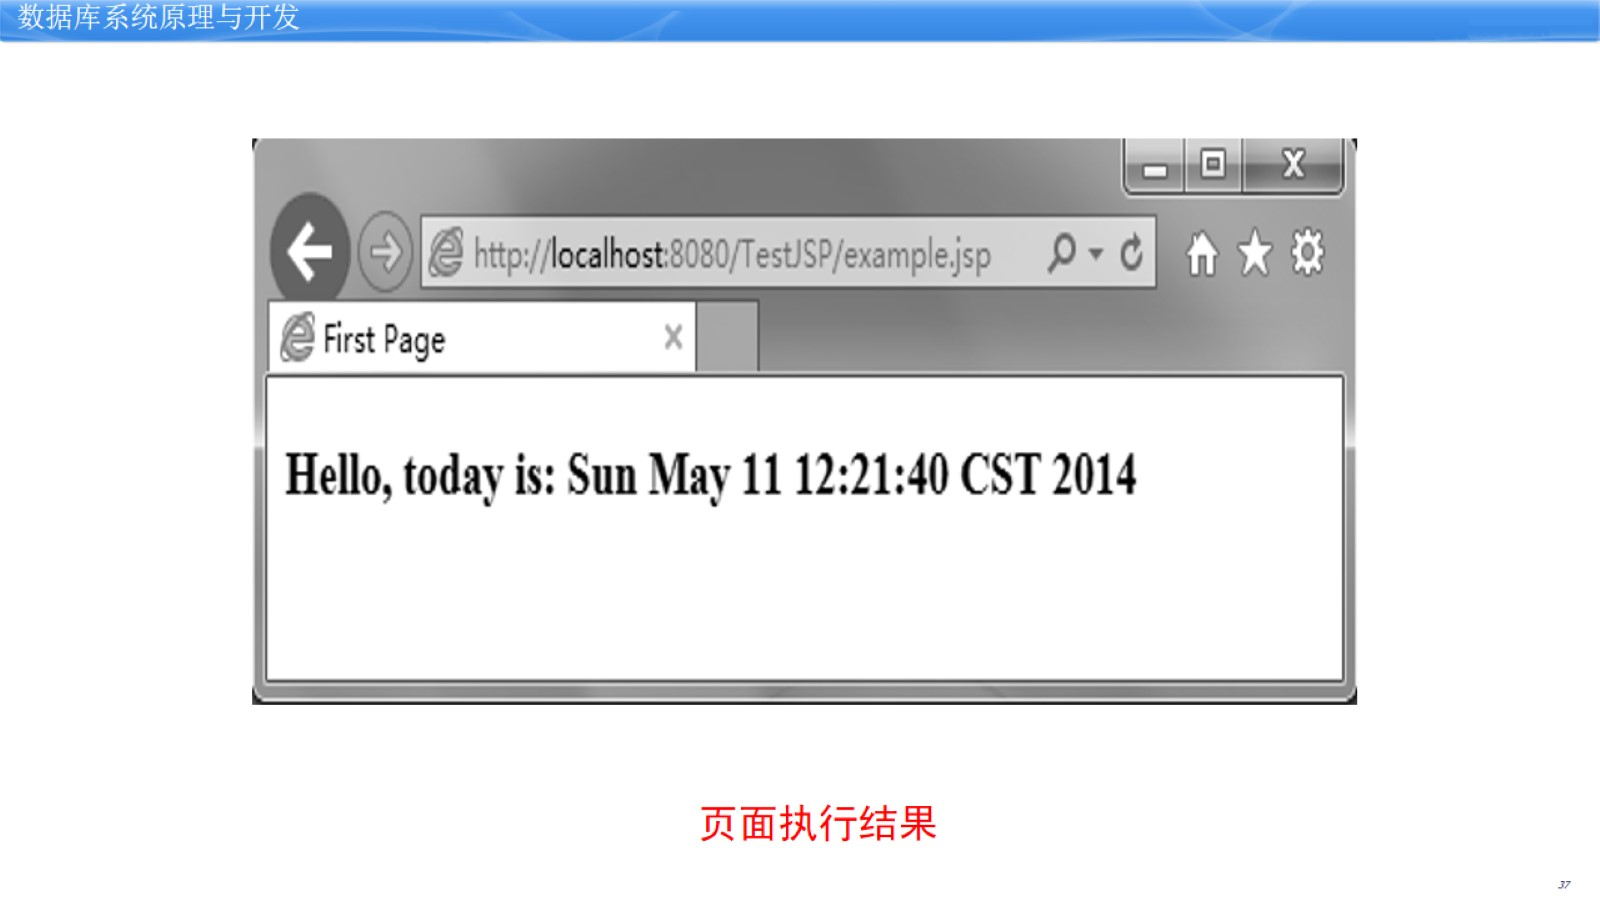 数据库系统原理与开发
http://localhost:8080/TestJSP/example.jsp
First Page
Hello, today is: Sun May 11 12:21:40 CST 2014
页面执行结果
37